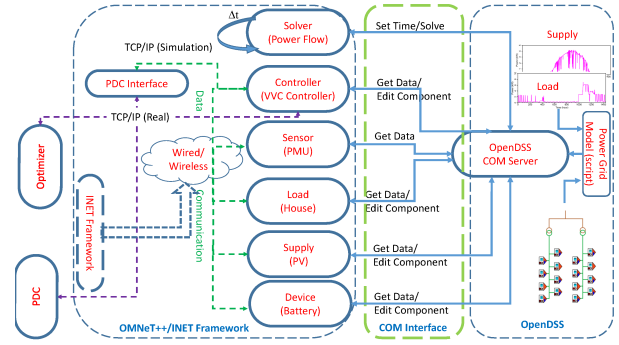 Δt
Solver
(Power Flow)
Set Time/Solve
Supply
TCP/IP (Simulation)
PDC Interface
Data
Controller
(VVC Controller)
Get Data/
Edit Component
Load
TCP/IP (Real)
Optimizer
Wired/
Wireless
Sensor
(PMU)
Get Data
OpenDSS
COM Server
Power Grid
Model (script)
INET Framework
Communication
Load
(House)
Get Data/
Edit Component
Supply
(PV)
Get Data/
Edit Component
PDC
Device
(Battery)
Get Data/
Edit Component
OMNeT++/INET Framework
COM Interface
OpenDSS